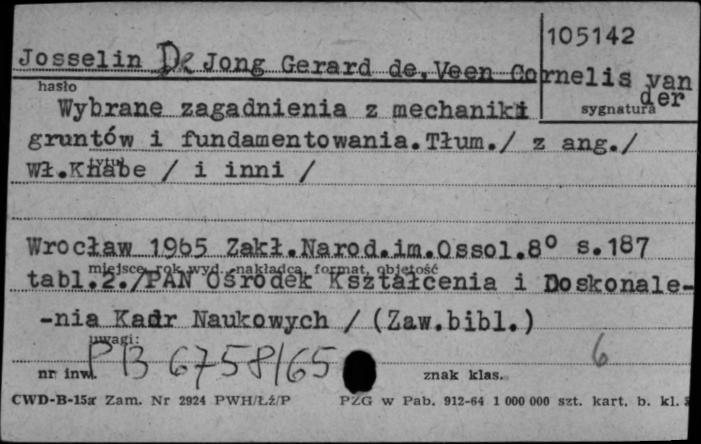 105142
Josselin De Jong Gerard de, Veen Cornelis van der
hasło
sygnatura
Wybrane zagadnienia z mechaniki
gruntów i fundamentowania.Tłum./ z ang./
Wł.Knabe / i inni /
tytuł
Wrocław 1965 Zakł.Narod.im.Ossol.8° s.187
miejsce, rok wyd., nakładca, format, objętość
tabl.2./PAN Ośrodek Kształcenia i Doskonale-
-nia Kadr Naukowych / (Zaw.bibl.)
uwagi:
PB 6758/65
6
nr inw.
znak klas.
CWD-B-15a Zam. Nr 2924 PWH/Łź/P PZG w Pab. 912-64 1 000 000 szt. kart. b. kl.